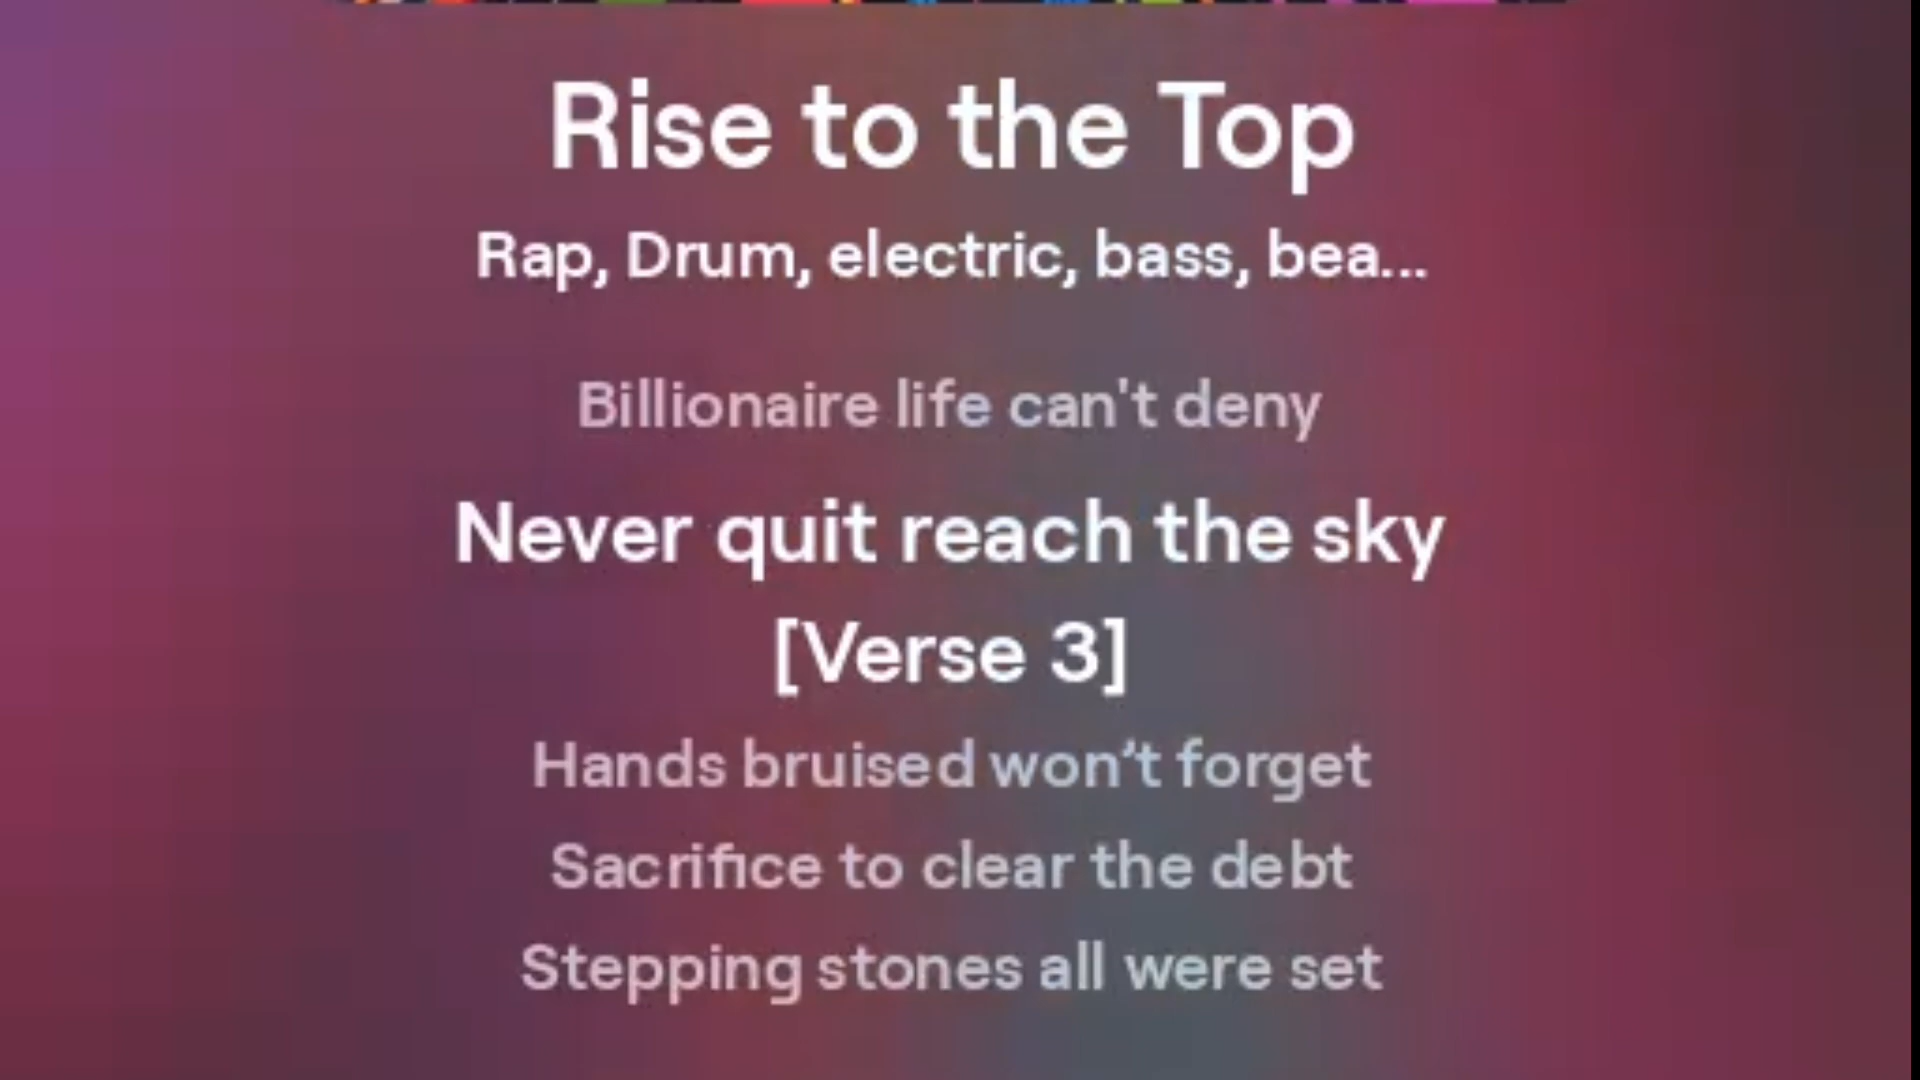 Rise to the Top
Rap, Drum, electric, bass, bea...
Billionaire life can't deny
Never quit reach the sky
[Verse 3]
Hands bruised won’t forget
Sacrifice to clear the debt
Stepping stones all were set